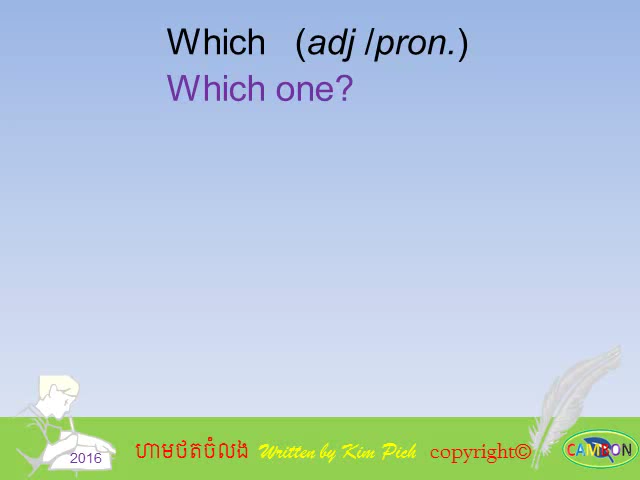 Which (adj /pron.)
Which one?
2016 ហាមថតចំលង Written by Kim Pich copyright© CAMBON